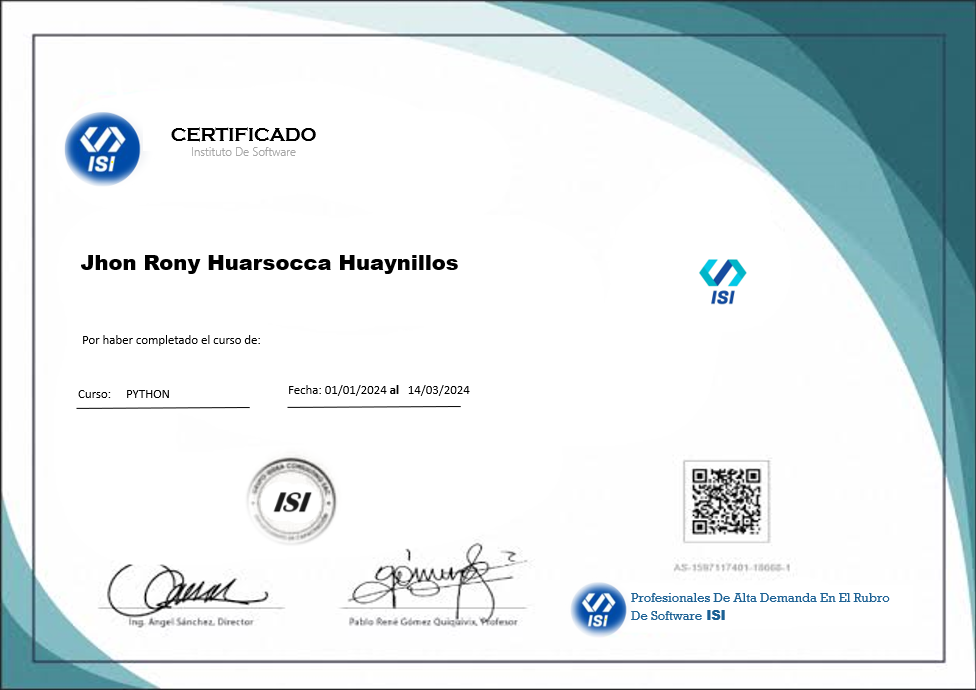 ISI
CERTIFICADO
Instituto De Software
Jhon Rony Huarsocca Huaynillos
ISI
Por haber completado el curso de:
Curso: PYTHON
Fecha: 01/01/2024 al 14/03/2024
ISI
AS-1597117401-18668-1
Ing. Angel Sánchez, Director
Pablo René Gómez Quiquivix, Profesor
ISI
Profesionales De Alta Demanda En El Rubro
De Software ISI